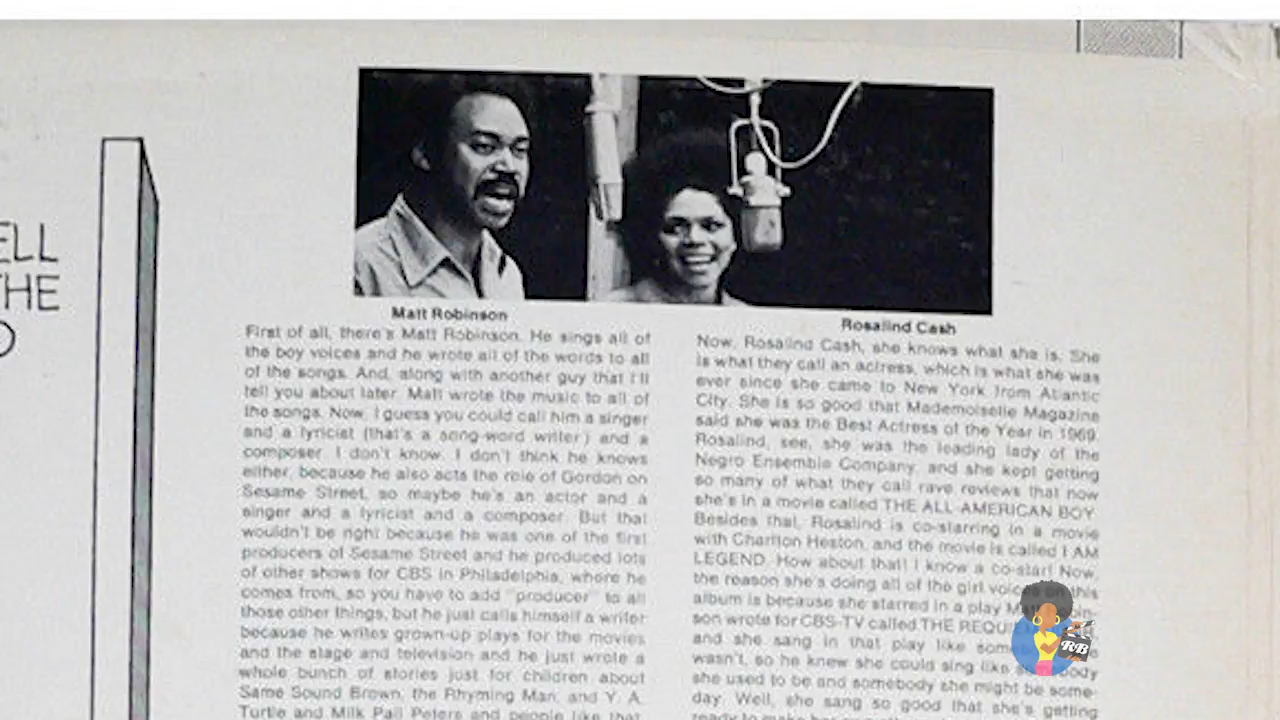 ELL
THE
Matt Robinson
First of all, there's Matt Robinson. He sings all of
the boy voices and he wrote all of the words to all
of the songs. And, along with another guy that I'll
tell you about later, Matt wrote the music to all of
the songs. Now, I guess you could call him a singer
and a lyricist (that's a song-word writer) and a
composer. I don't know. I don't think he knows
either, because he also acts the role of Gordon on
Sesame Street, so maybe he's an actor and a
singer and a lyricist and a composer. But that
wouldn't be right because he was one of the first
producers of Sesame Street and he produced lots
of other shows for CBS in Philadelphia, where he
comes from, so you have to add "producer" to all
those other things, but he just calls himself a writer
because he writes grown-up plays for the movies
and the stage and television and he just wrote a
whole bunch of stories just for children about
Same Sound Brown, the Rhyming Man, and Y. A.
Turtle and Milk Pail Peters and people like that.
Rosalind Cash
Now, Rosalind Cash, she knows what she is. She
is what they call an actress, which is what she was
ever since she came to New York from Atlantic
City. She is so good that Mademoiselle Magazine
said she was the Best Actress of the Year in 1969.
Rosalind, see, she was the leading lady of the
Negro Ensemble Company, and she kept getting
so many of what they call rave reviews that now
she's in a movie called THE ALL-AMERICAN BOY.
Besides that, Rosalind is co-starring in a movie
with Charlton Heston, and the movie is called I AM
LEGEND. How about that! I know a co-star! Now,
the reason she's doing all of the girl voices on this
album is because she starred in a play Matt Robin-
son wrote for CBS-TV called THE
and she sang in that play like
wasn't, so he knew she could sing like
she used to be and somebody she might be some-
day. Well, she sang so good that she's getting
ready to make her
RB